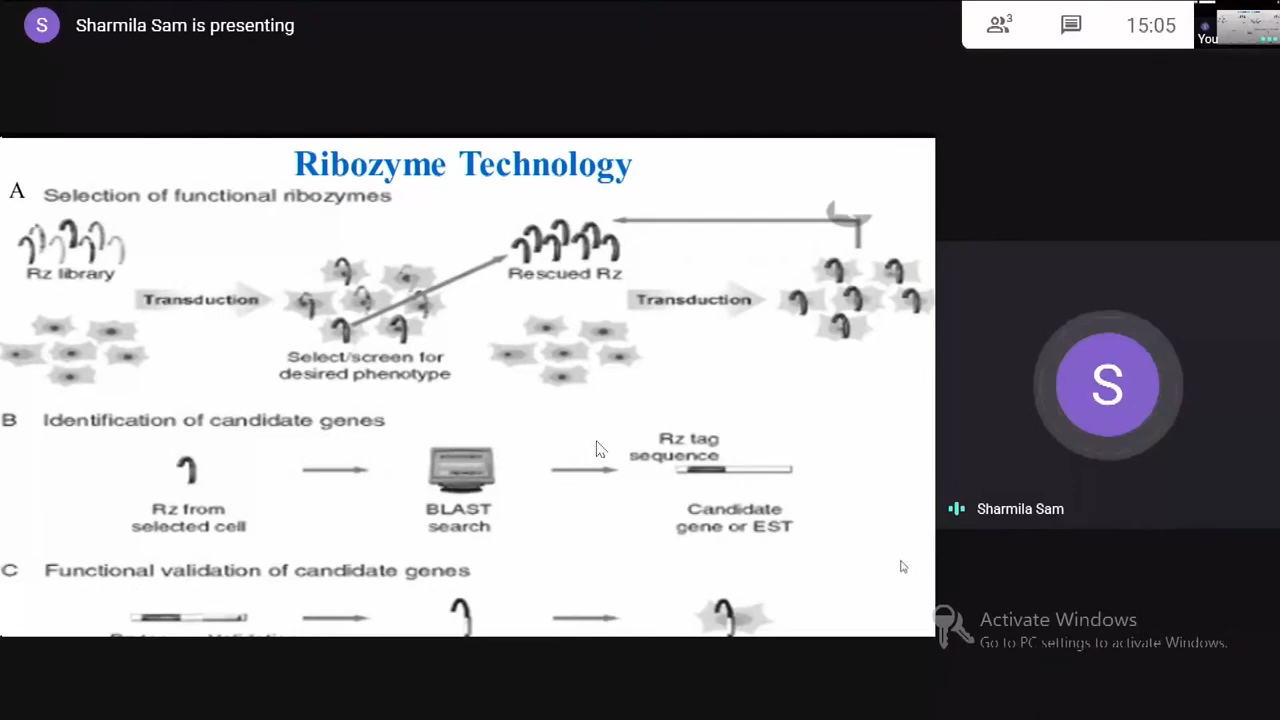 S
Sharmila Sam is presenting
3
15:05
You
Ribozyme Technology
A Selection of functional ribozymes
Rz library
Rescued Rz
Transduction
Transduction
Select/screen for
desired phenotype
B Identification of candidate genes
Rz tag
sequence
Rz from
selected cell
BLAST
search
Candidate
gene or EST
S
Sharmila Sam
C Functional validation of candidate genes
Activate Windows
Go to PC settings to activate Windows.